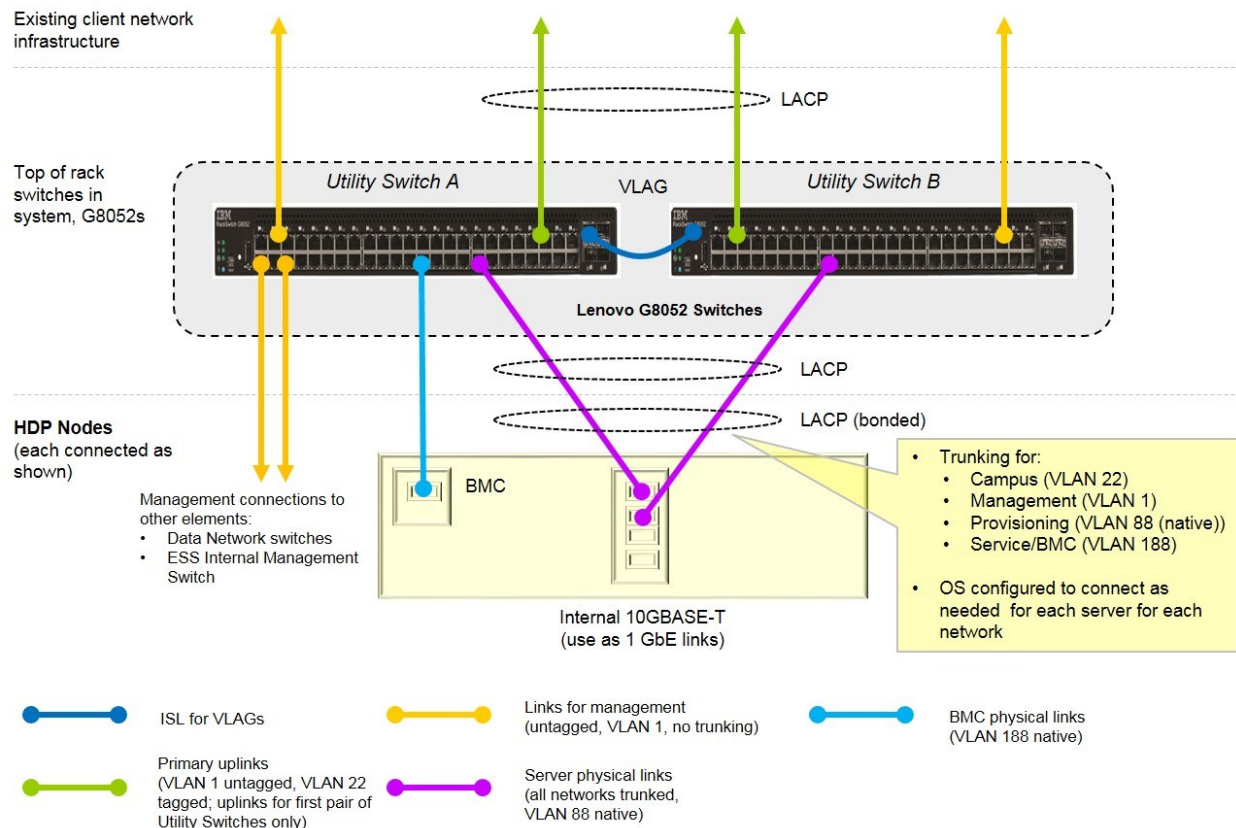 Existing client network
infrastructure
LACP
Top of rack
switches in
system, G8052s
Utility Switch A
VLAG
Utility Switch B
IBM
RackSwitch G8052
IBM
RackSwitch G8052
Lenovo G8052 Switches
LACP
LACP (bonded)
HDP Nodes
(each connected as
shown)
BMC
Management connections to
other elements:
• Data Network switches
• ESS Internal Management
Switch
Internal 10GBASE-T
(use as 1 GbE links)
• Trunking for:
• Campus (VLAN 22)
• Management (VLAN 1)
• Provisioning (VLAN 88 (native))
• Service/BMC (VLAN 188)
• OS configured to connect as
needed for each server for each
network
ISL for VLAGs
Links for management
(untagged, VLAN 1, no trunking)
BMC physical links
(VLAN 188 native)
Primary uplinks
(VLAN 1 untagged, VLAN 22
tagged; uplinks for first pair of
Utility Switches only)
Server physical links
(all networks trunked,
VLAN 88 native)